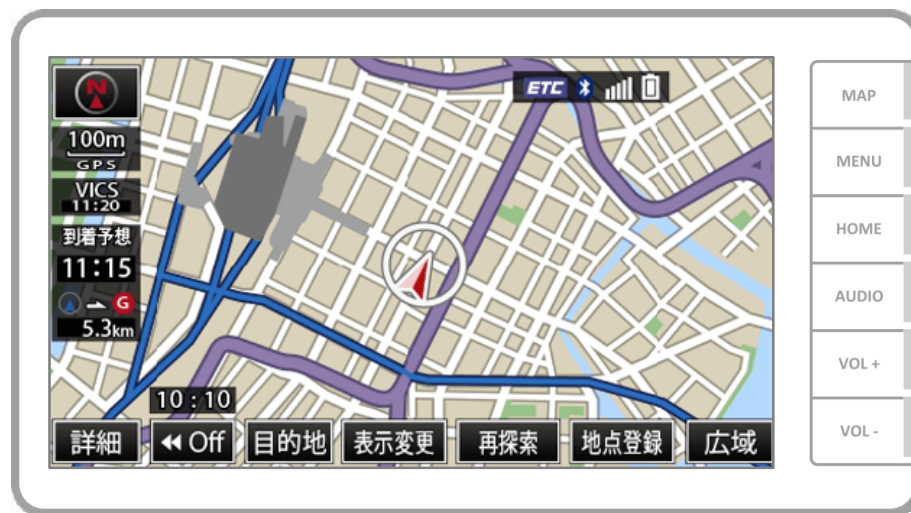 N
100m
GPS
VICS
11:20
到着予想
11:15
G
5.3km
ETC
10:10
詳細
Off
目的地
表示変更
再探索
地点登録
広域
MAP
MENU
HOME
AUDIO
VOL +
VOL -